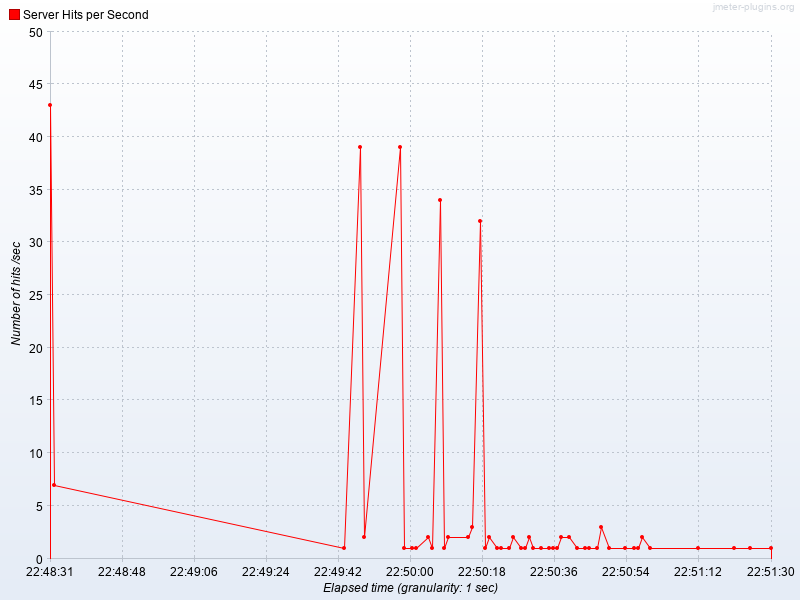 jmeter-plugins.org
Server Hits per Second
50
45
40
35
30
25
20
15
10
5
0
Number of hits /sec
22:48:31 22:48:48 22:49:06 22:49:24 22:49:42 22:50:00 22:50:18 22:50:36 22:50:54 22:51:12 22:51:30
Elapsed time (granularity: 1 sec)